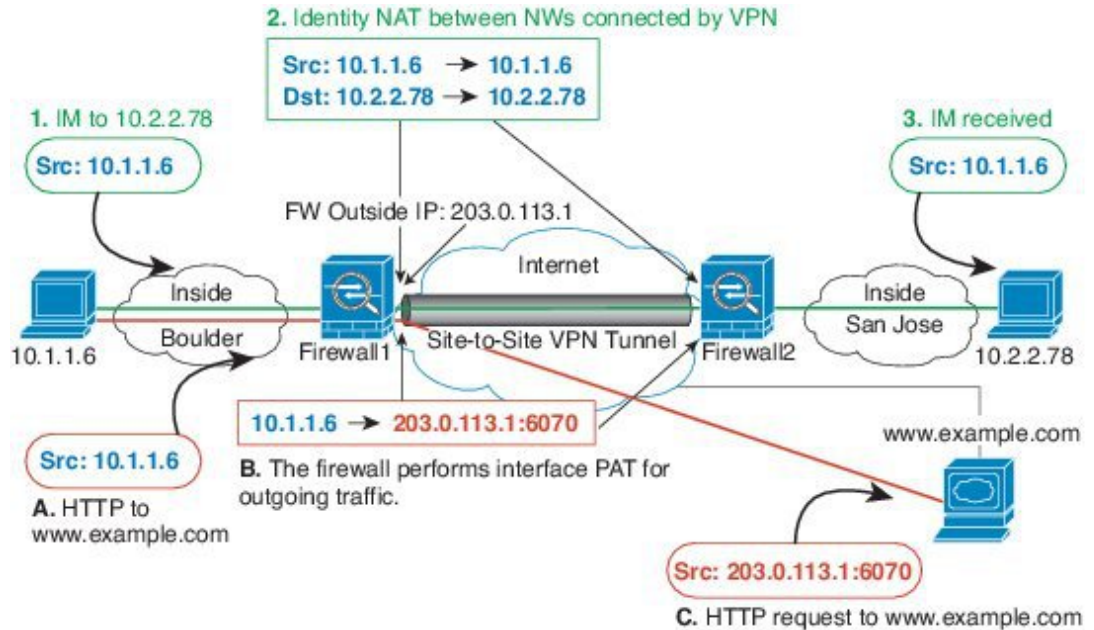 2. Identity NAT between NWs connected by VPN
Src: 10.1.1.6 → 10.1.1.6
Dst: 10.2.2.78 → 10.2.2.78
1. IM to 10.2.2.78
Src: 10.1.1.6
3. IM received
Src: 10.1.1.6
FW Outside IP: 203.0.113.1
Internet
Inside
Boulder
Inside
San Jose
10.1.1.6
Firewall1
Site-to-Site VPN Tunnel
Firewall2
10.2.2.78
10.1.1.6 → 203.0.113.1:6070
www.example.com
Src: 10.1.1.6
B. The firewall performs interface PAT for
outgoing traffic.
A. HTTP to
www.example.com
Src: 203.0.113.1:6070
C. HTTP request to www.example.com